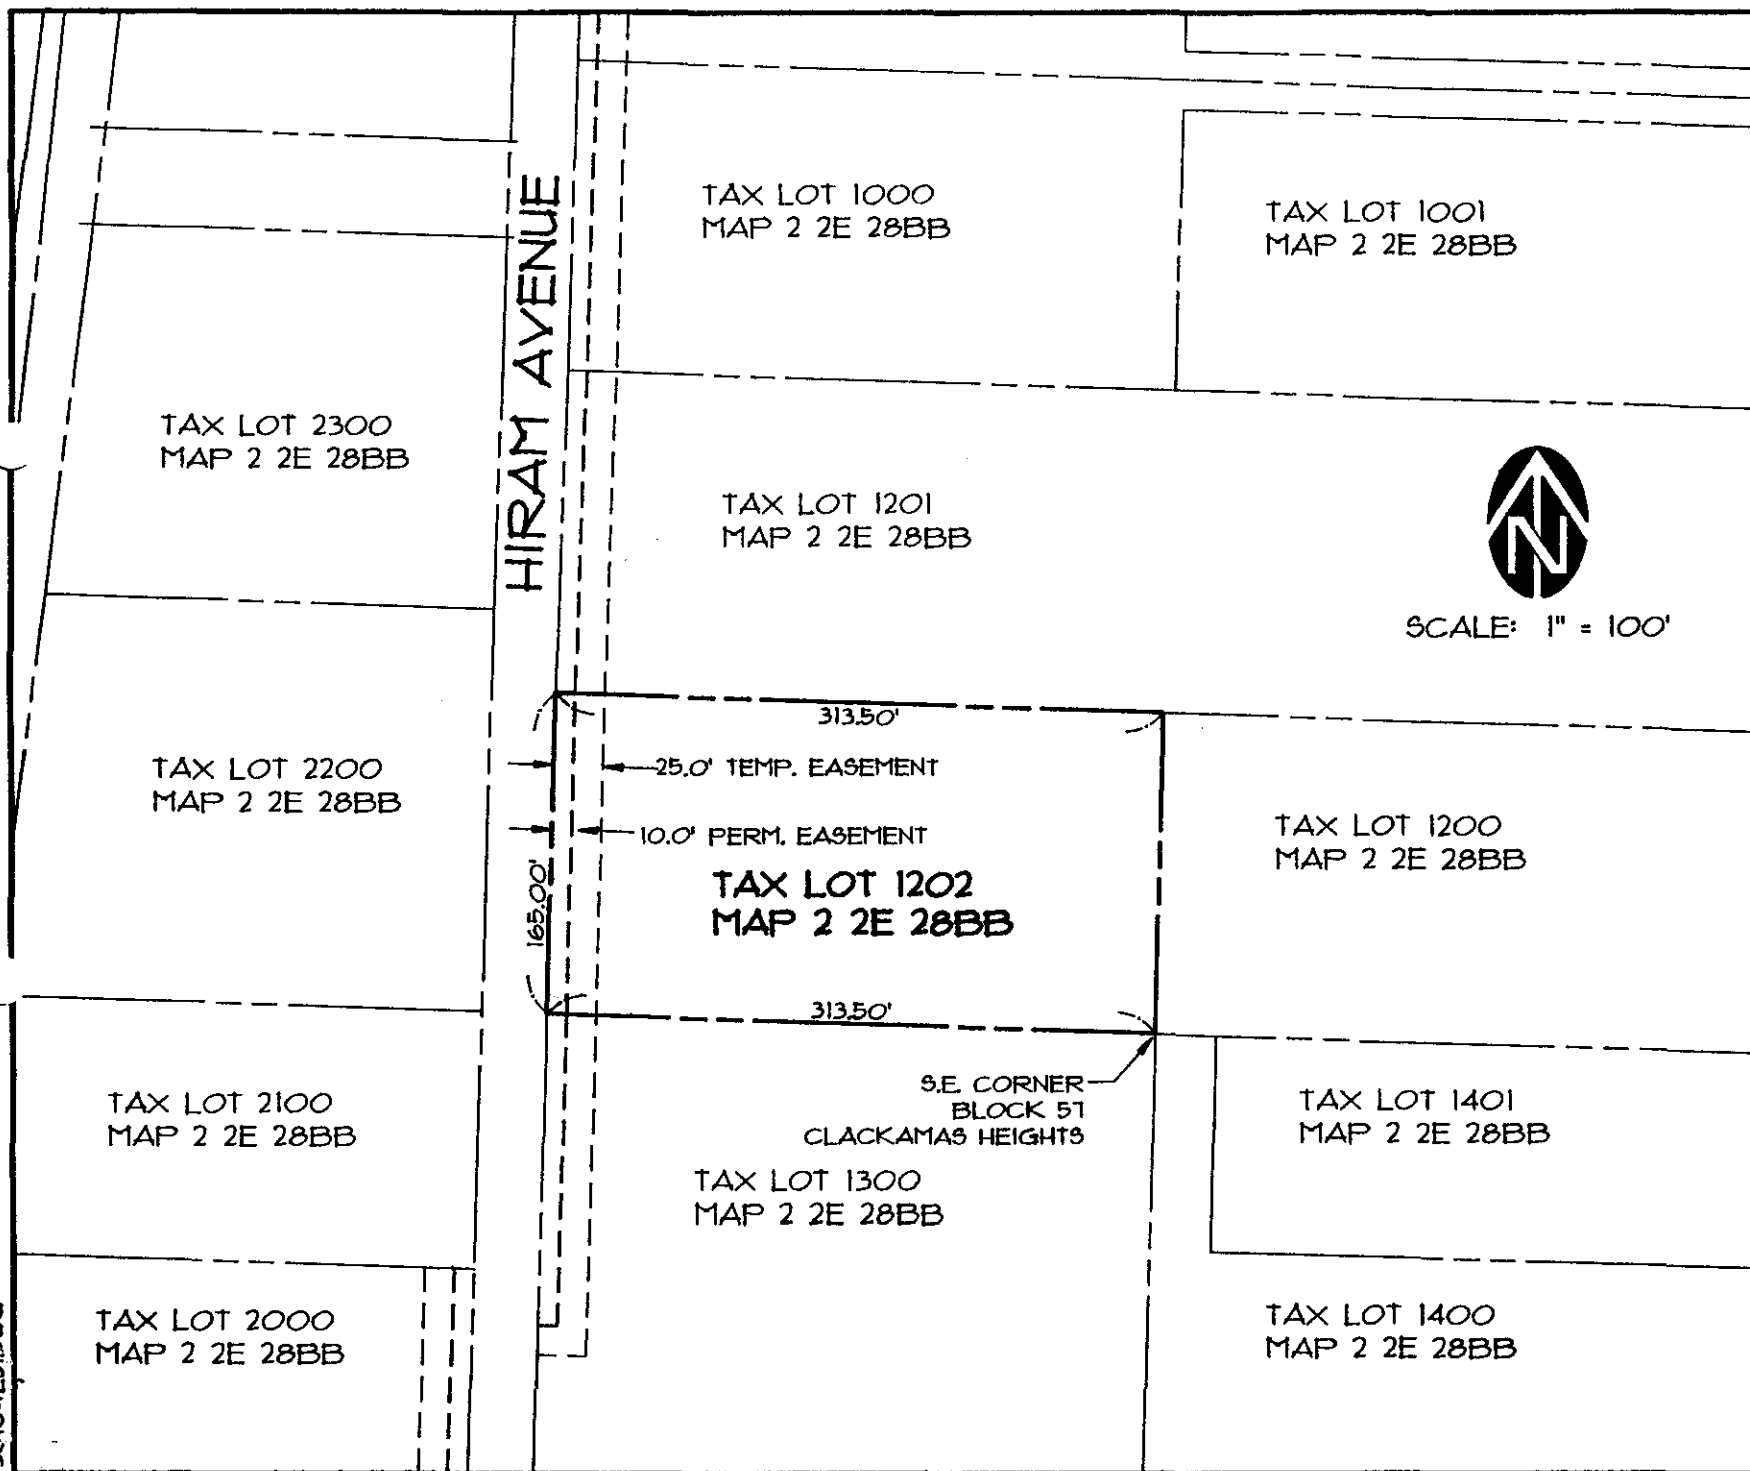 TAX LOT 1000
MAP 2 2E 28BB
TAX LOT 1001
MAP 2 2E 28BB
HIRAM AVENUE
TAX LOT 2300
MAP 2 2E 28BB
TAX LOT 1201
MAP 2 2E 28BB
N
SCALE: 1" = 100'
313.50'
25.0' TEMP. EASEMENT
TAX LOT 2200
MAP 2 2E 28BB
10.0' PERM. EASEMENT
TAX LOT 1200
MAP 2 2E 28BB
165.00'
TAX LOT 1202
MAP 2 2E 28BB
313.50'
S.E. CORNER
BLOCK 57
CLACKAMAS HEIGHTS
TAX LOT 2100
MAP 2 2E 28BB
TAX LOT 1401
MAP 2 2E 28BB
TAX LOT 1300
MAP 2 2E 28BB
TAX LOT 2000
MAP 2 2E 28BB
TAX LOT 1400
MAP 2 2E 28BB